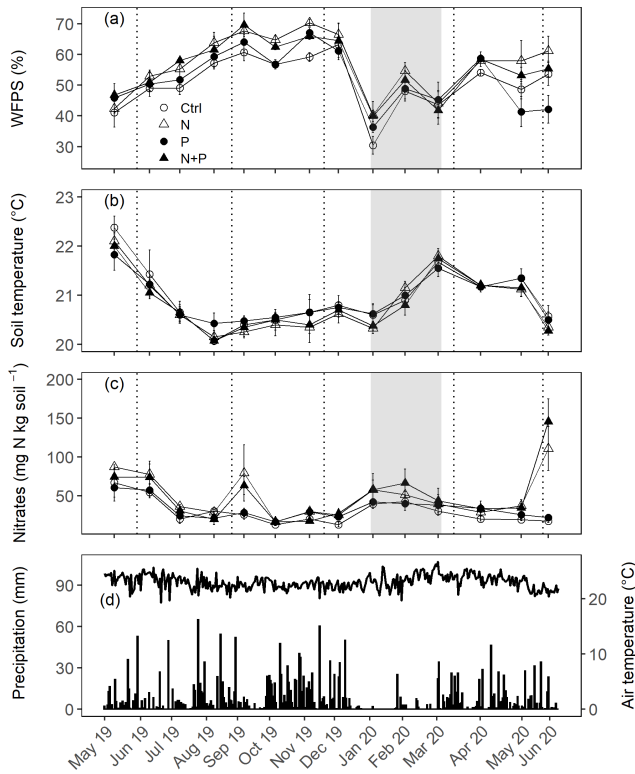 (a)
WFPS (%)
70
60
50
40
30
Ctrl
N
P
N+P
(b)
Soil temperature (°C)
23
22
21
20
(c)
Nitrates (mg N kg soil −1)
200
150
100
50
(d)
Precipitation (mm)
90
60
30
0
Air temperature (°C)
20
10
0
May 19
Jun 19
Jul 19
Aug 19
Sep 19
Oct 19
Nov 19
Dec 19
Jan 20
Feb 20
Mar 20
Apr 20
May 20
Jun 20